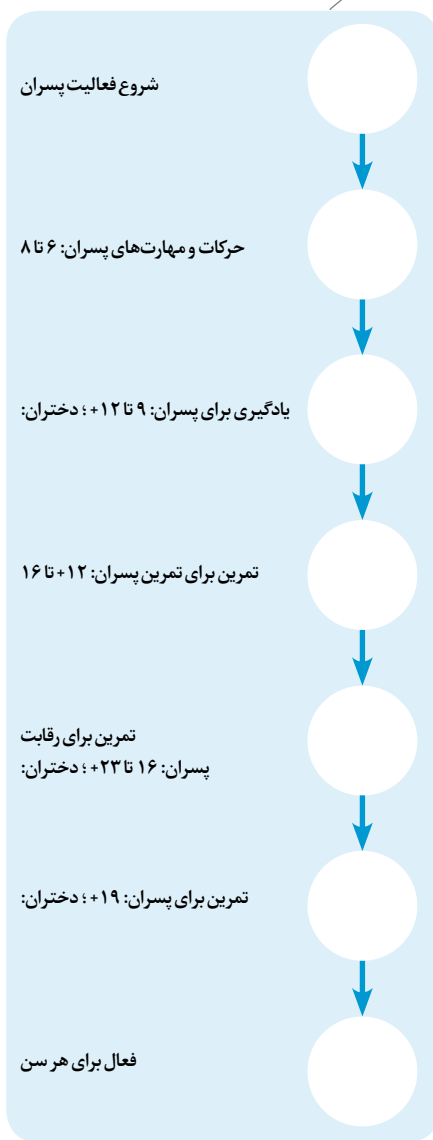 شروع فعالیت پسران
حرکات و مهارت‌های پسران: ۶ تا ۸
یادگیری برای پسران: ۹ تا ۱۲+ ؛ دختران:
تمرین برای تمرین پسران: ۱۲+ تا ۱۶
تمرین برای رقابت
پسران: ۱۶ تا ۲۳+ ؛ دختران:
تمرین برای پسران: ۱۹+ ؛ دختران:
فعال برای هر سن